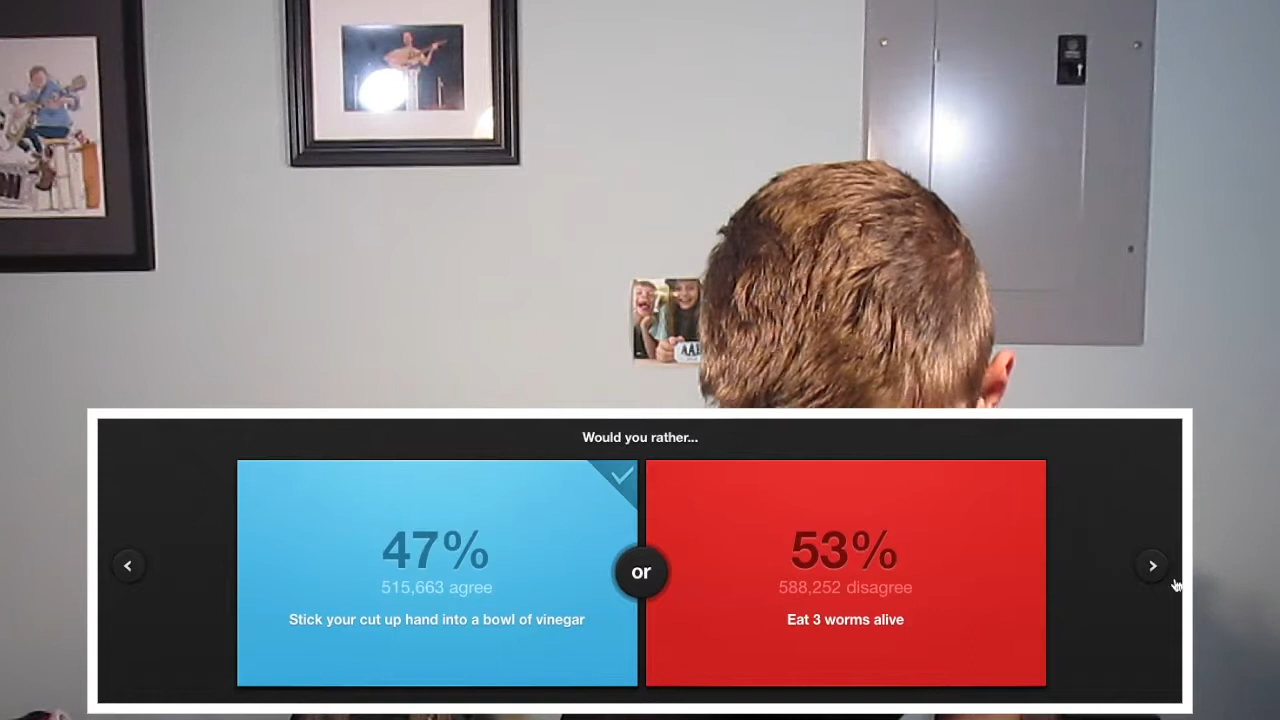 Would you rather...
47%
515,663 agree
Stick your cut up hand into a bowl of vinegar
or
53%
588,252 disagree
Eat 3 worms alive